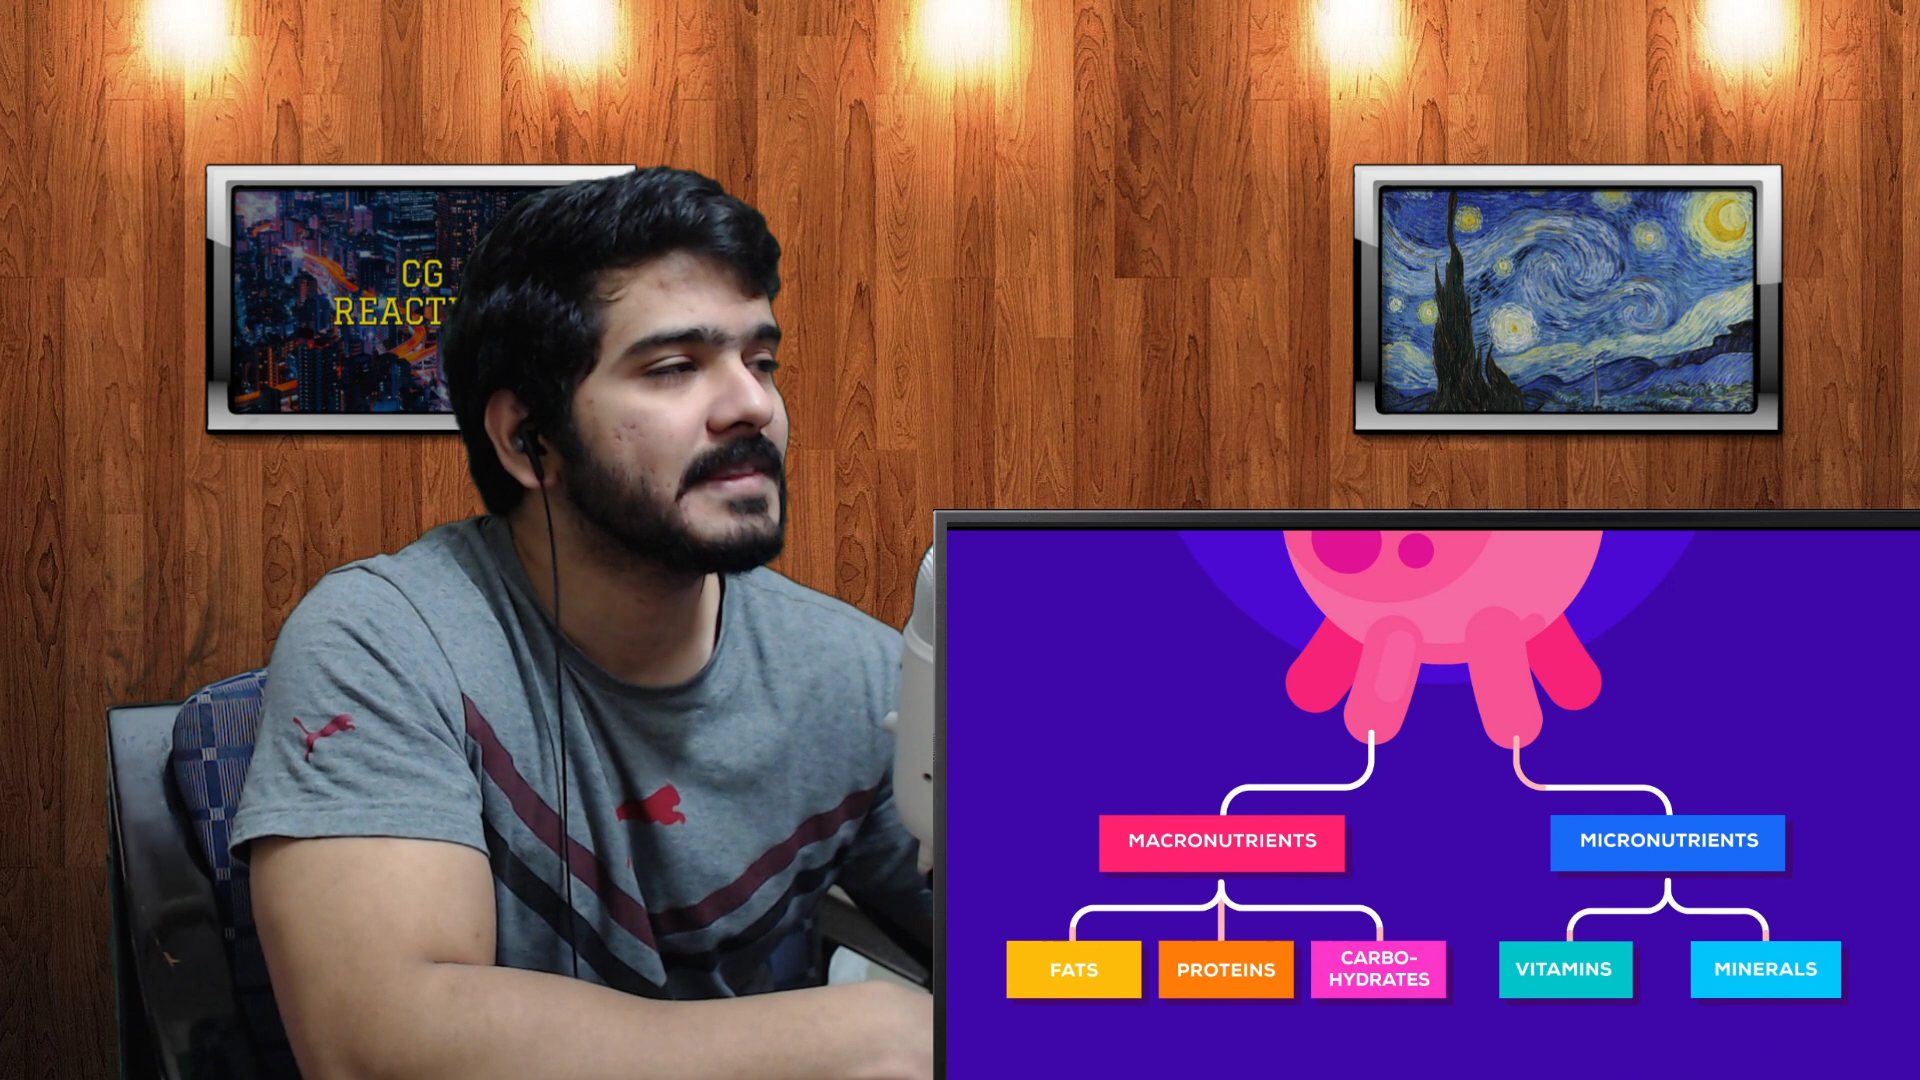 CG
REACT
MACRONUTRIENTS
MICRONUTRIENTS
FATS
PROTEINS
CARBO-
HYDRATES
VITAMINS
MINERALS